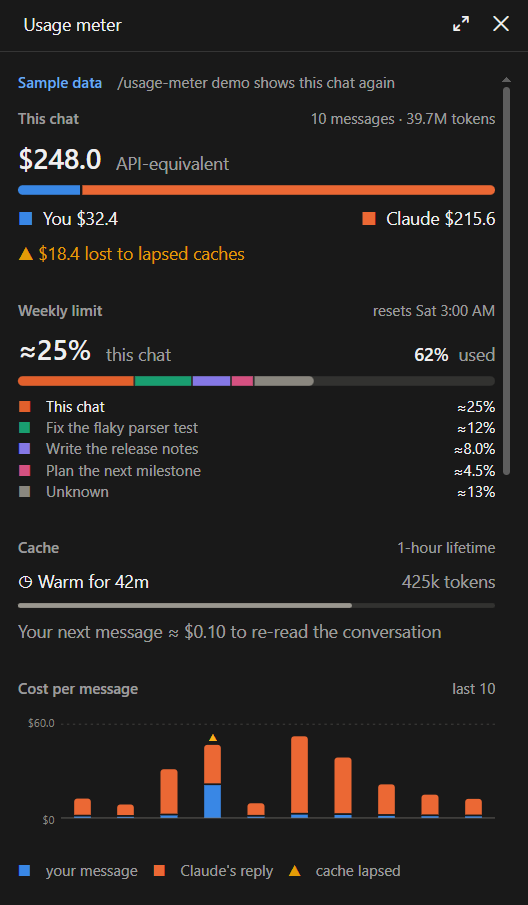 Usage meter
Sample data /usage-meter demo shows this chat again
This chat 10 messages · 39.7M tokens
$248.0 API-equivalent
You $32.4 Claude $215.6
$18.4 lost to lapsed caches
Weekly limit resets Sat 3:00 AM
≈25% this chat 62% used
This chat ≈25%
Fix the flaky parser test ≈12%
Write the release notes ≈8.0%
Plan the next milestone ≈4.5%
Unknown ≈13%
Cache 1-hour lifetime
Warm for 42m 425k tokens
Your next message ≈ $0.10 to re-read the conversation
Cost per message last 10
$60.0
$0
your message Claude's reply cache lapsed